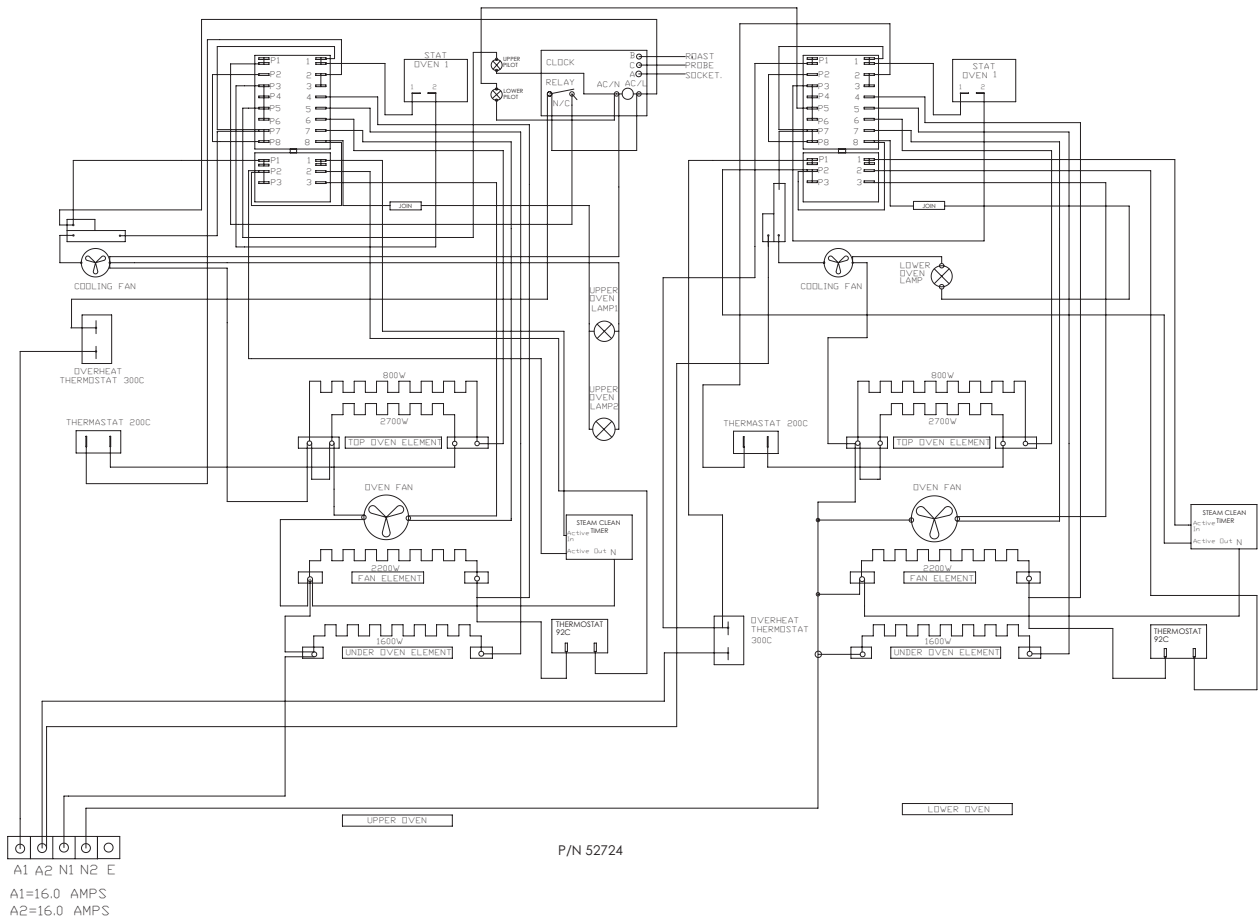 P1
P2
P3
P4
P5
P6
P7
P8
1
2
3
4
5
6
7
8
P1
P2
P3
1
2
3
STAT
OVEN 1
1 2
UPPER
PILOT
LOWER
PILOT
CLOCK
RELAY
N/C
AC/N AC/L
B
C
A
ROAST
PROBE
SOCKET.
P1
P2
P3
P4
P5
P6
P7
P8
1
2
3
4
5
6
7
8
P1
P2
P3
1
2
3
STAT
OVEN 1
1 2
JOIN
JOIN
COOLING FAN
COOLING FAN
LOWER
OVEN
LAMP
UPPER
OVEN
LAMP1
UPPER
OVEN
LAMP2
OVERHEAT
THERMOSTAT 300C
THERMASTAT 200C
800W
2700W
TOP OVEN ELEMENT
OVEN FAN
2200W
FAN ELEMENT
1600W
UNDER OVEN ELEMENT
STEAM CLEAN
TIMER
Active
In
Active Out N
THERMOSTAT
92C
THERMASTAT 200C
800W
2700W
TOP OVEN ELEMENT
OVEN FAN
2200W
FAN ELEMENT
1600W
UNDER OVEN ELEMENT
OVERHEAT
THERMOSTAT
300C
STEAM CLEAN
TIMER
Active
In
Active Out N
THERMOSTAT
92C
UPPER OVEN
LOWER OVEN
P/N 52724
A1 A2 N1 N2 E
A1=16.0 AMPS
A2=16.0 AMPS